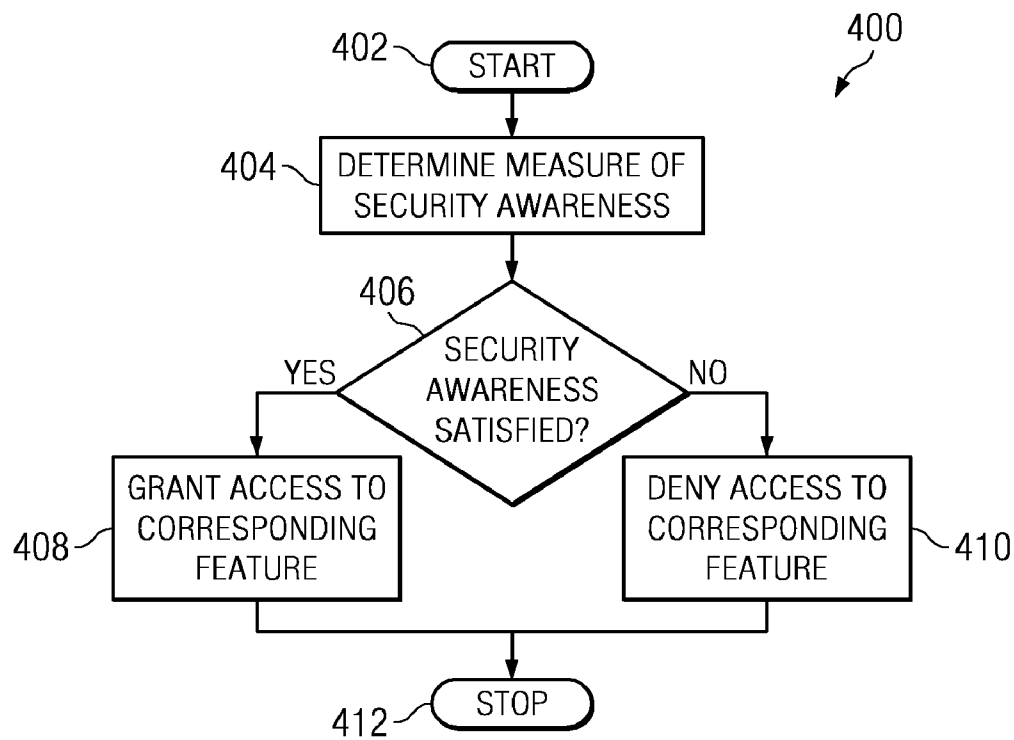 400
402
START
404
DETERMINE MEASURE OF
SECURITY AWARENESS
406
SECURITY
AWARENESS
SATISFIED?
YES
NO
GRANT ACCESS TO
CORRESPONDING
FEATURE
408
DENY ACCESS TO
CORRESPONDING
FEATURE
410
STOP
412